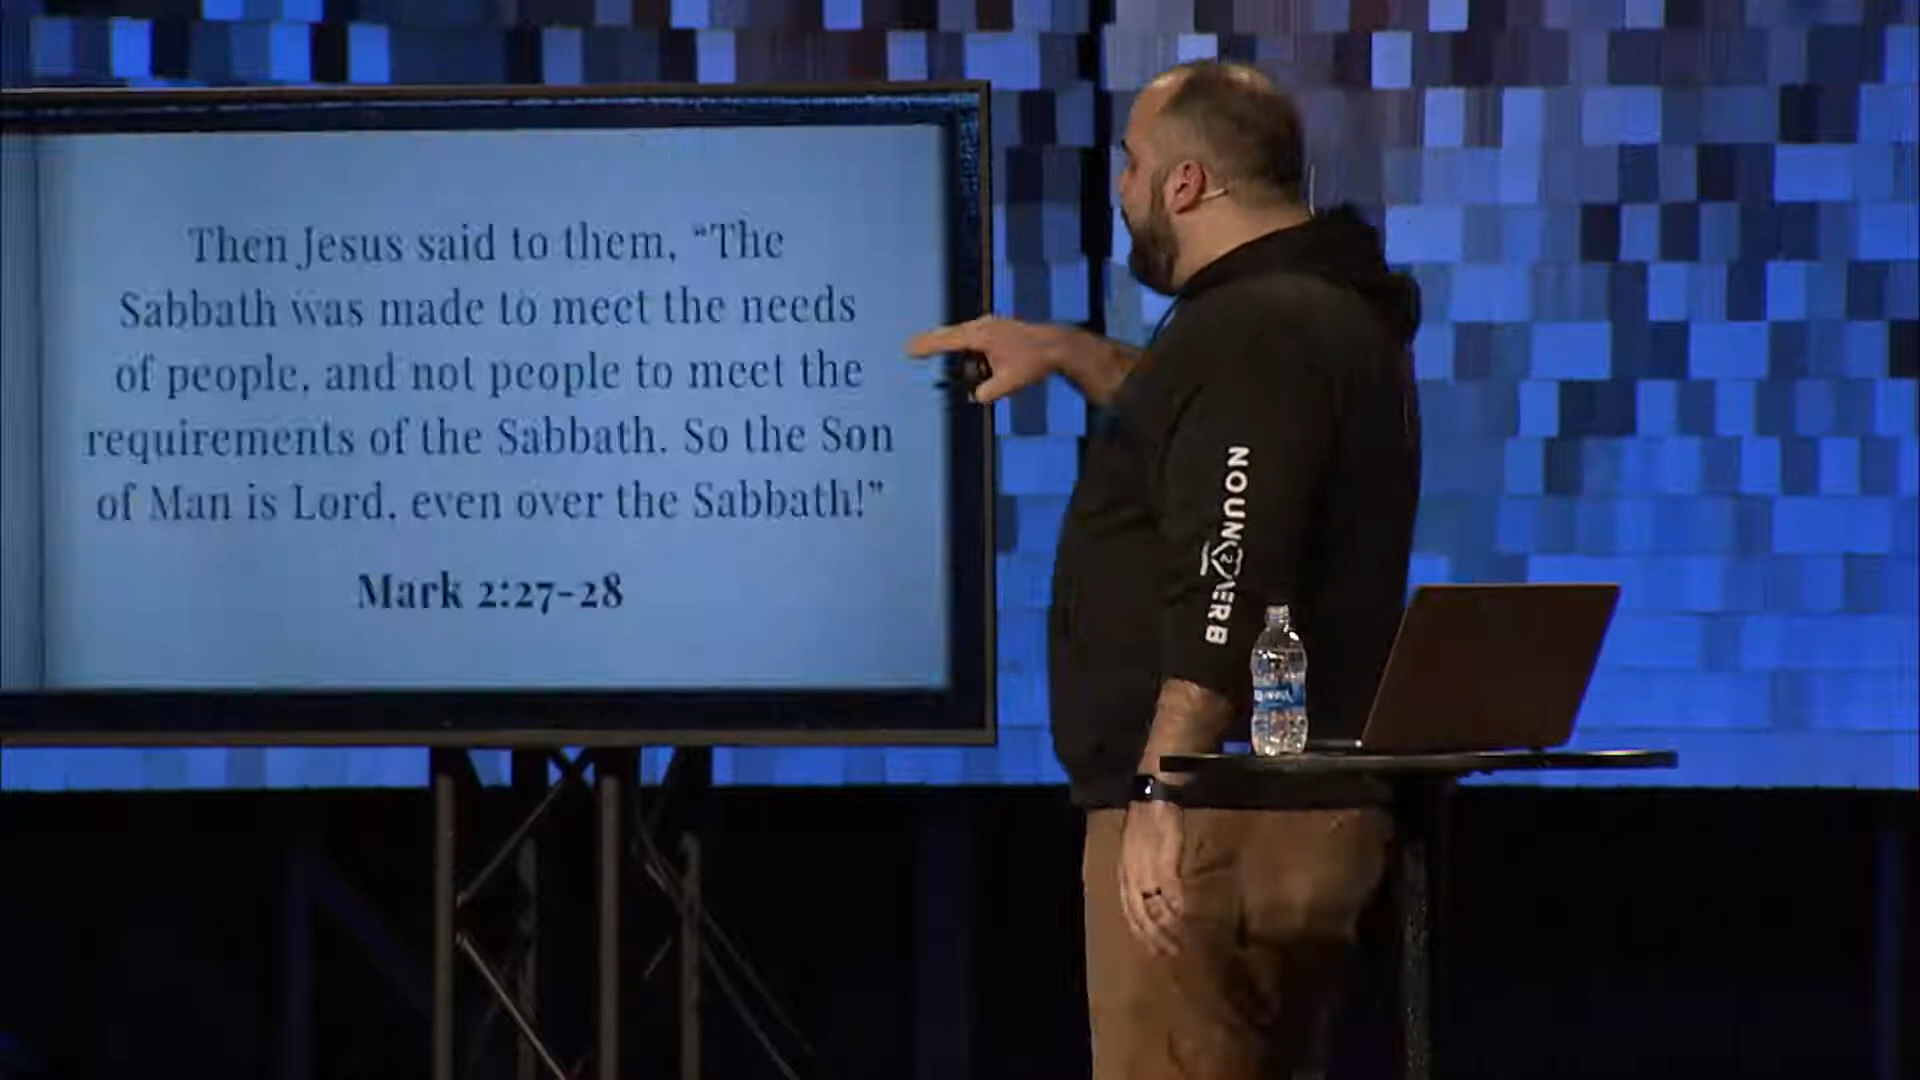 Then Jesus said to them, “The
Sabbath was made to meet the needs
of people, and not people to meet the
requirements of the Sabbath. So the Son
of Man is Lord, even over the Sabbath!”
Mark 2:27-28
NOUN2VERB